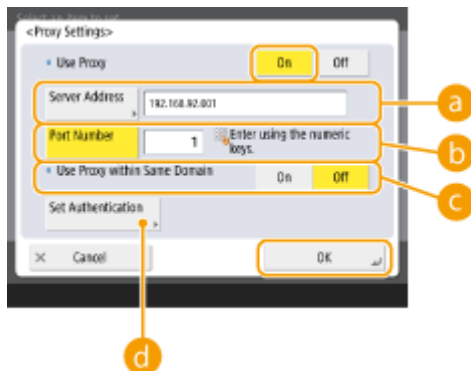 <Proxy Settings>
Use Proxy On Off
Server Address 192.168.92.001
a
Port Number 1 Enter using the numeric
keys.
b
Use Proxy within Same Domain On Off
c
Set Authentication
Cancel OK
d